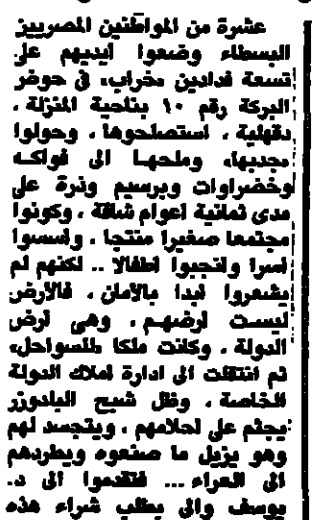 عشرة من المواطنين المصريين
البسطاء وضعوا ايديهم على
تسعة فدادين «خراب» فى حوض
البركة رقم ١٠ بناحية المنزلة ،
دقهلية ، استصلحوها ، وحولوا
جدبها، وملحها الى فواكه
وخضراوات وبرسيم وذرة على
مدى ثمانية اعوام شاقة ، وكونوا
مجتمعا صغيرا منتجا ، واسسوا
اسرا وانجبوا اطفالا .. لكنهم لم
يشعروا ابدا بالامان ، فالأرض
ليست ارضهم ، وهى ارض
الدولة ، وكانت ملكا «للسواحل»
ثم انتقلت الى ادارة املاك الدولة
الخاصة ، وظل شبح البلدوزر
يجثم على احلامهم ، ويتجسد لهم
وهو يزيل ما صنعوه ويطردهم
الى العراء ... فتقدموا الى د.
يوسف والى بطلب شراء هذه